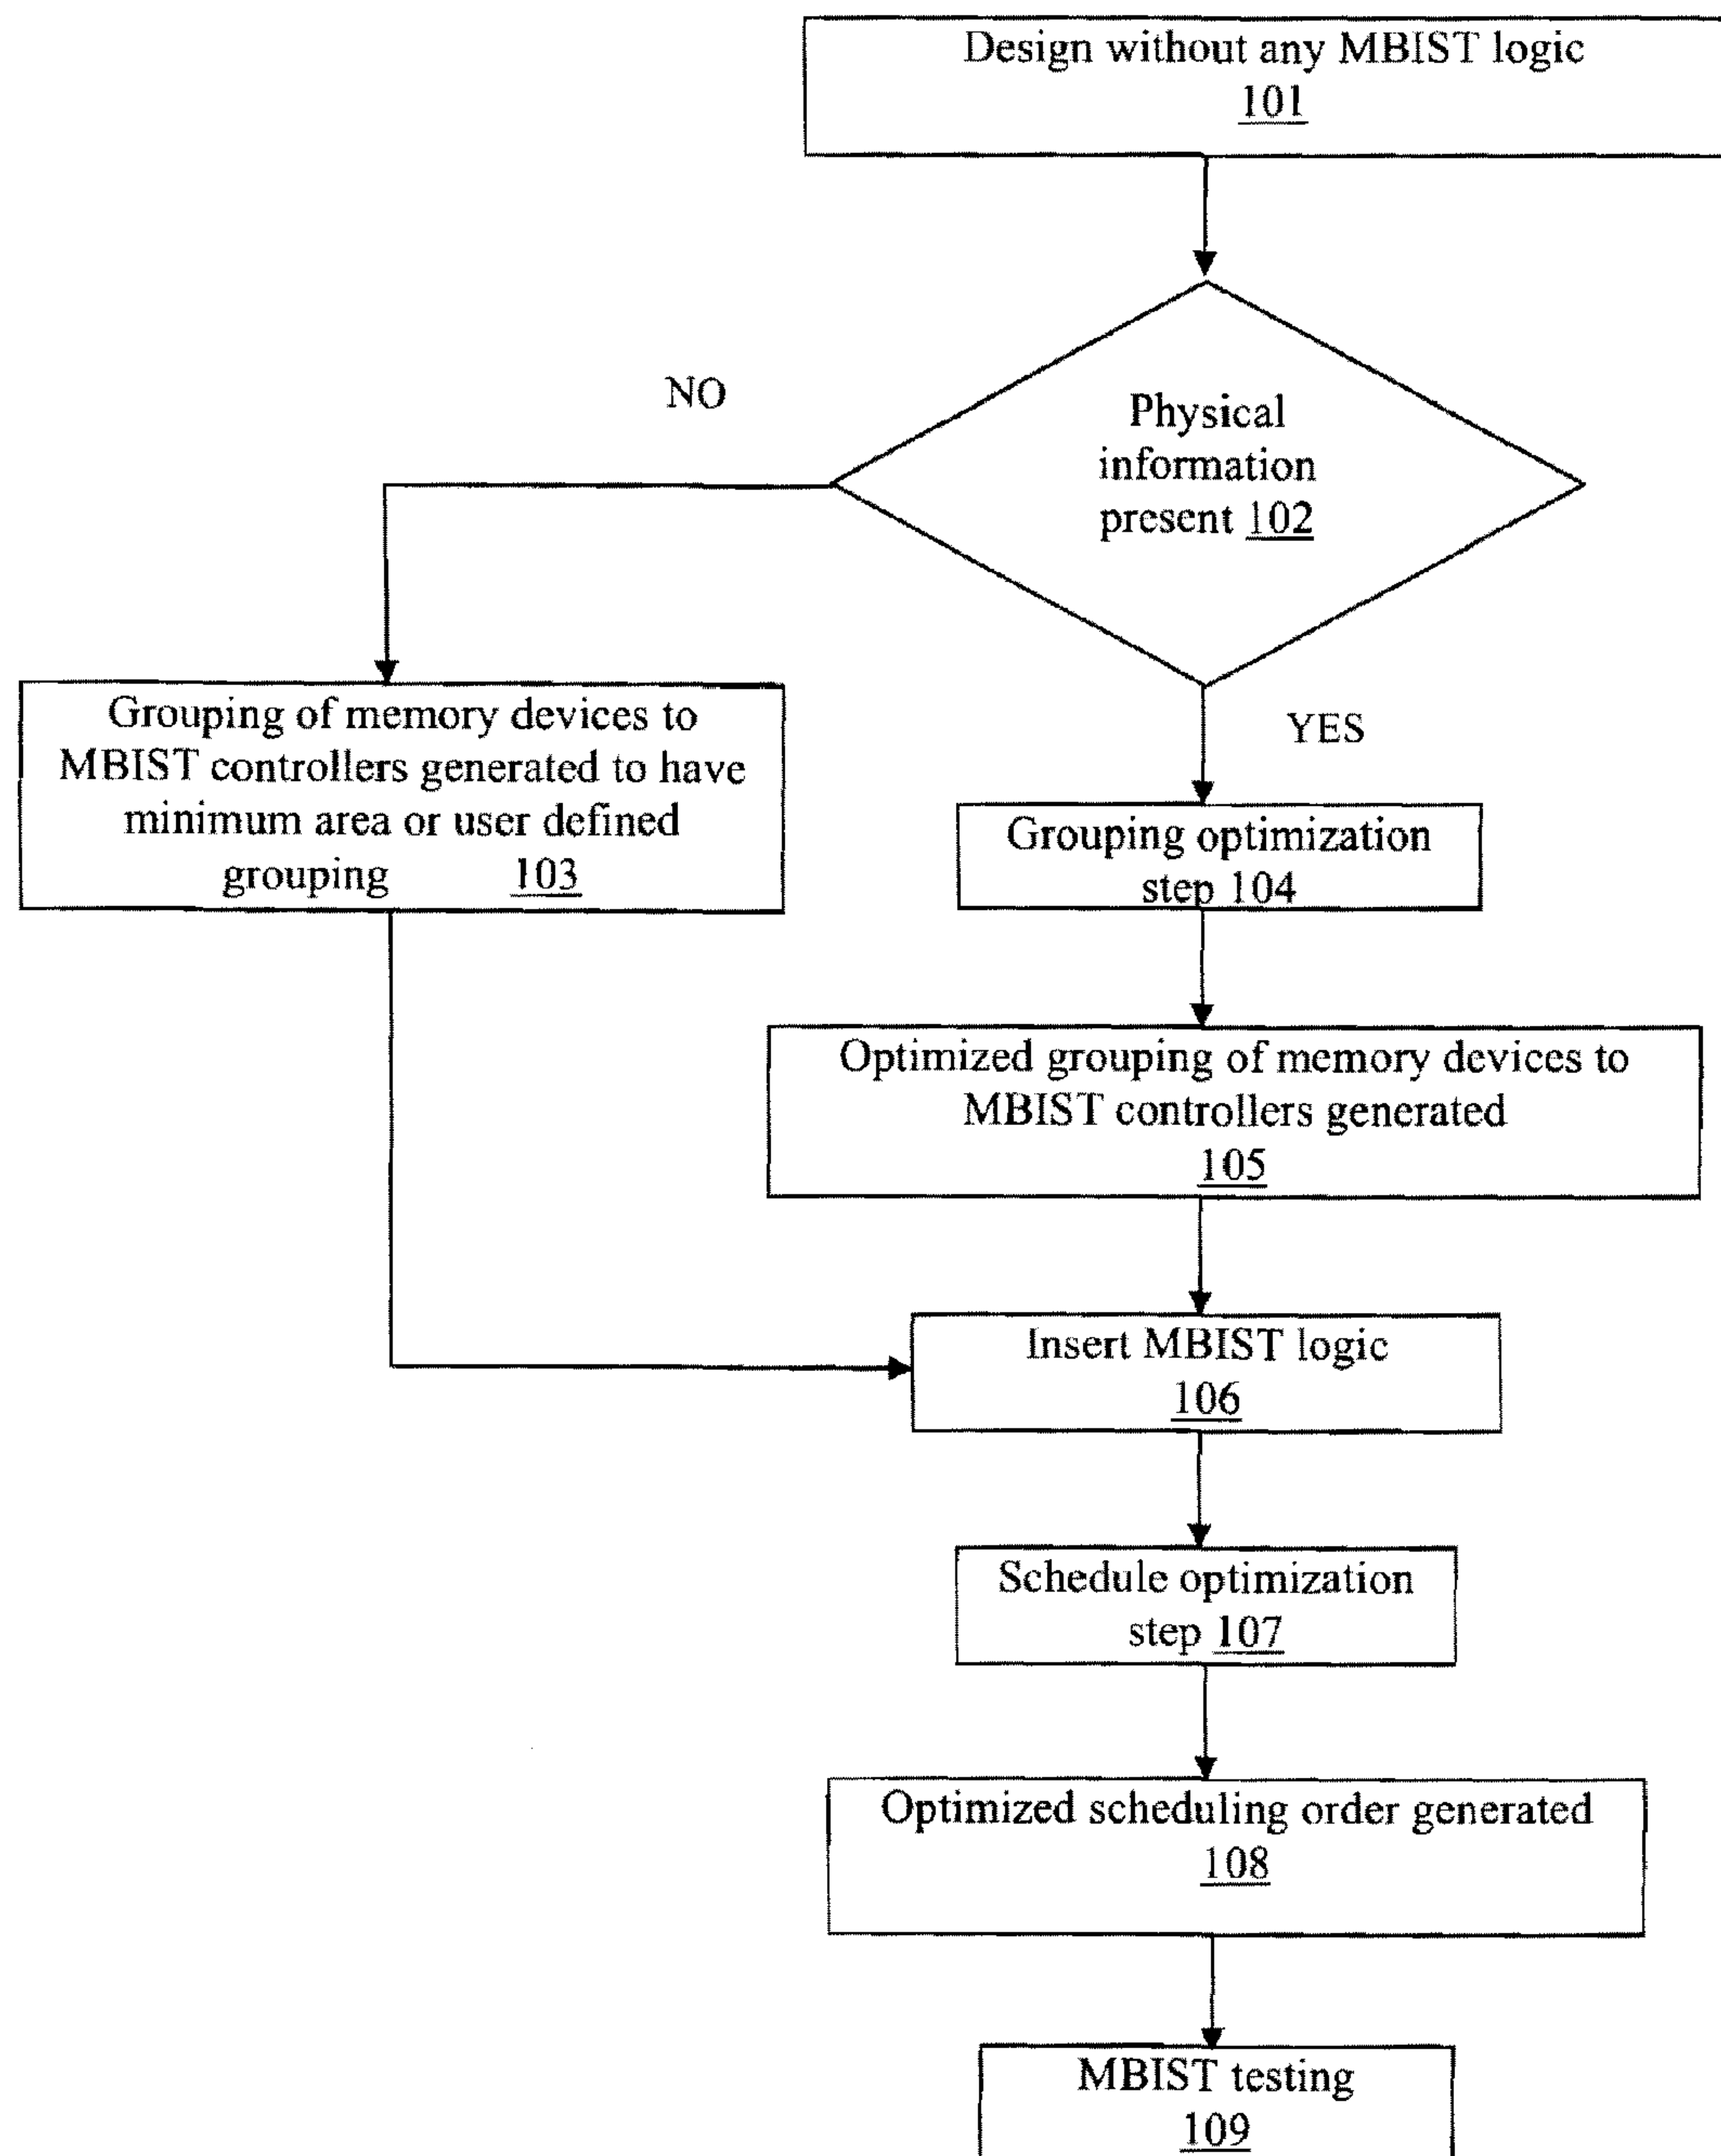 Design without any MBIST logic
101
NO
Physical
information
present 102
Grouping of memory devices to
MBIST controllers generated to have
minimum area or user defined
grouping 103
YES
Grouping optimization
step 104
Optimized grouping of memory devices to
MBIST controllers generated
105
Insert MBIST logic
106
Schedule optimization
step 107
Optimized scheduling order generated
108
MBIST testing
109